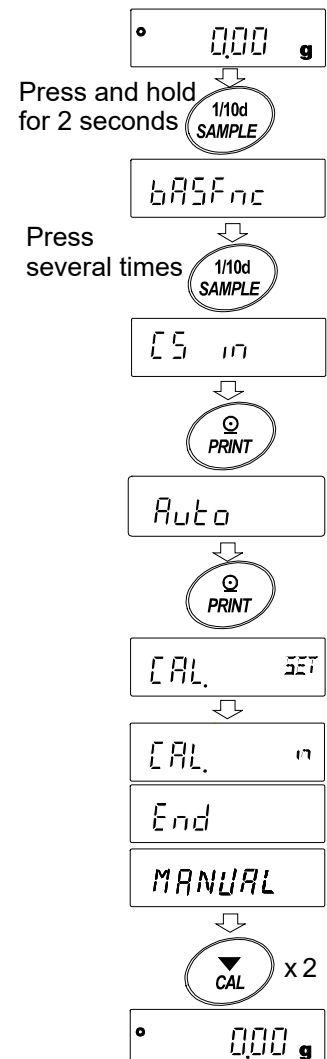 0.00 g
Press and hold
for 2 seconds
1/10d
SAMPLE
bASFnc
Press
several times
1/10d
SAMPLE
CS in
PRINT
Auto
PRINT
CAL. SET
CAL. in
End
MANUAL
CAL
x 2
0.00 g